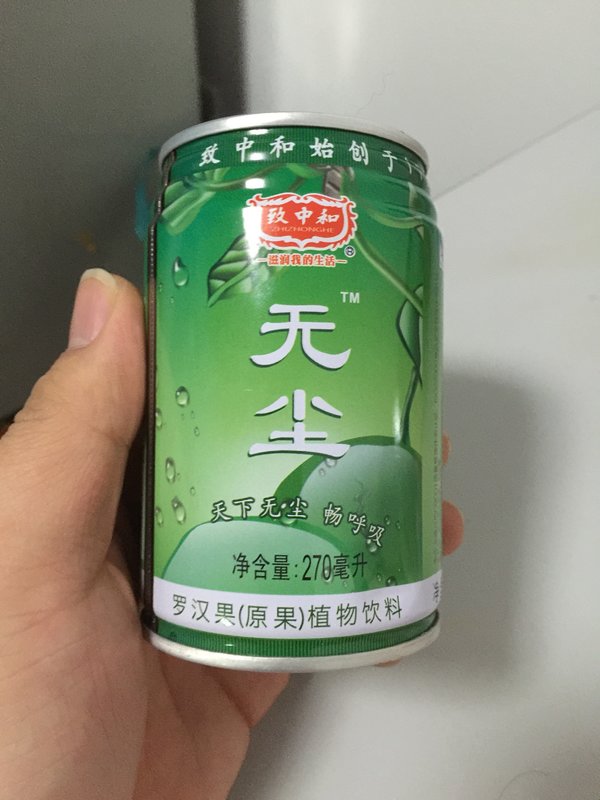 致中和始创于
致中和
ZHIZHONGHE
®
滋润我的生活
TM
无
尘
天下无尘 畅呼吸
净含量:270毫升
罗汉果(原果)植物饮料